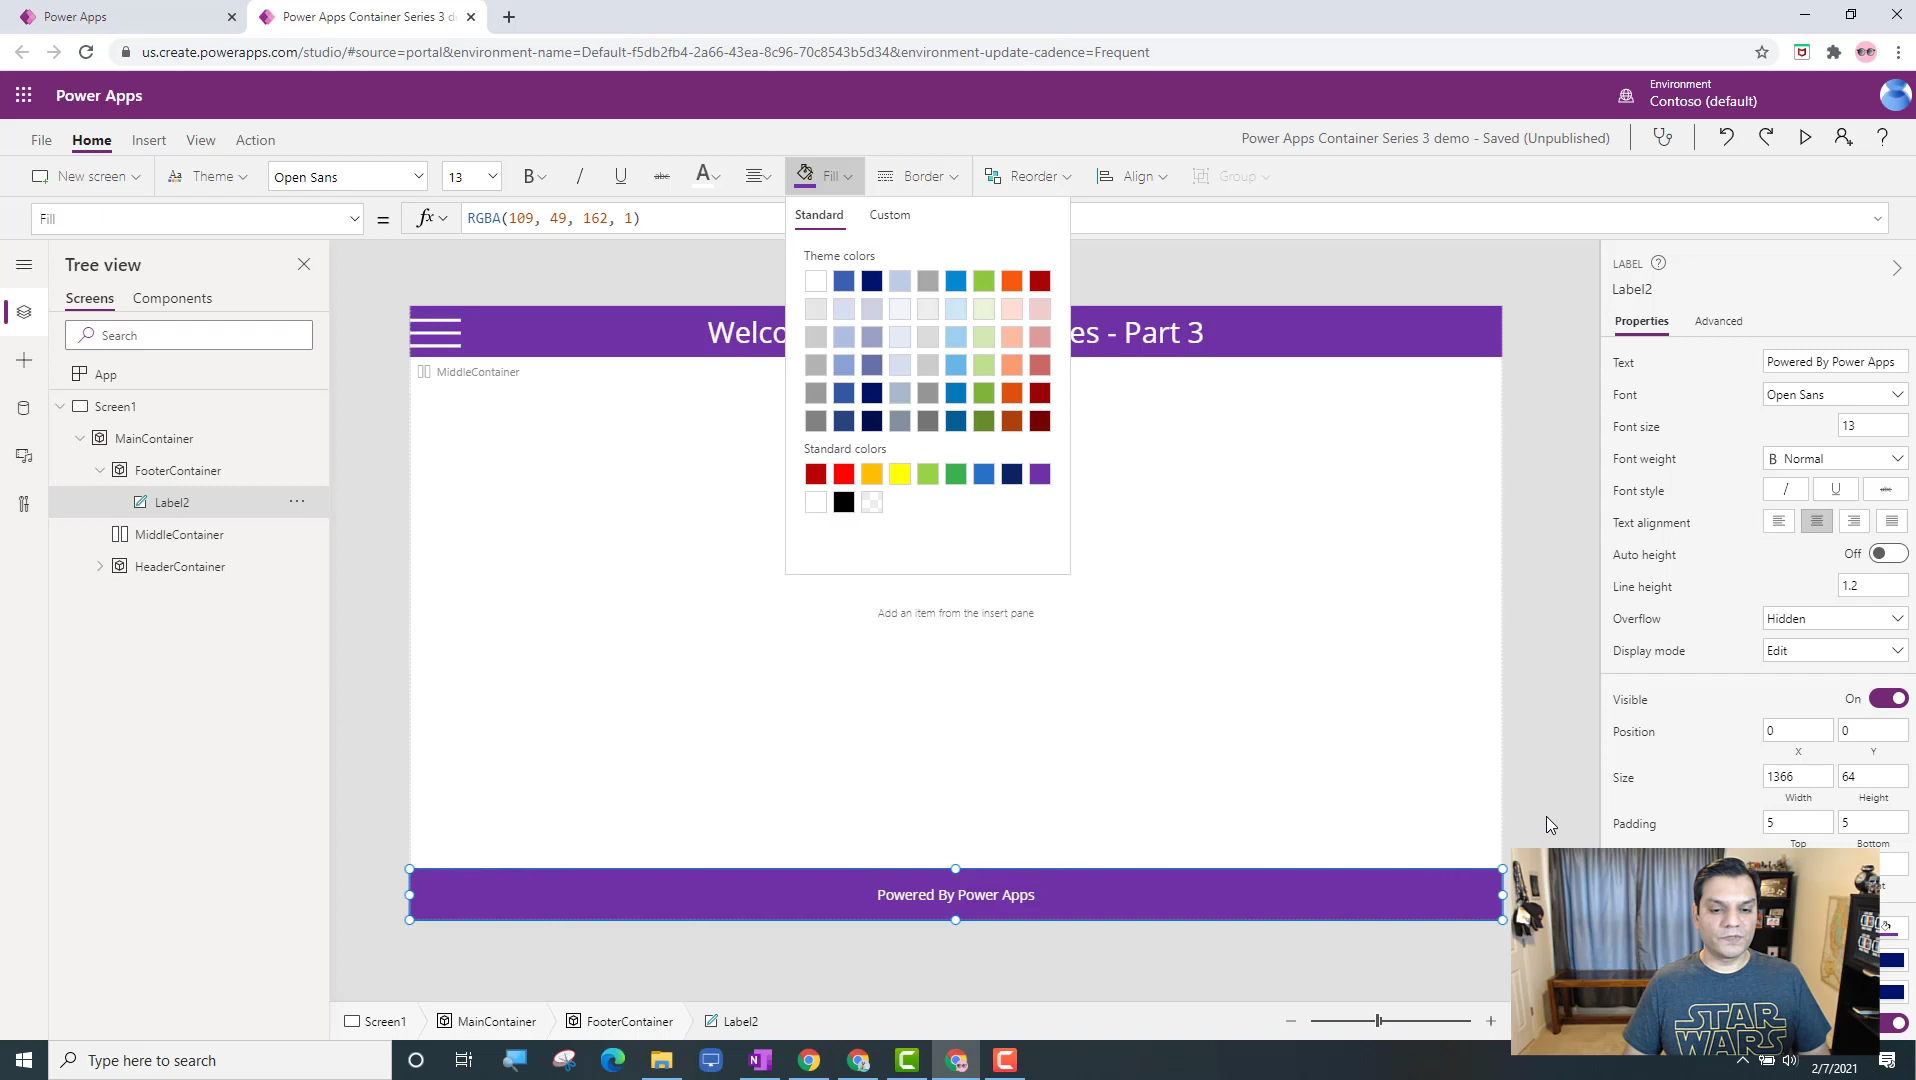 Power Apps
Power Apps Container Series 3 d
us.create.powerapps.com/studio/#source=portal&environment-name=Default-f5db2fb4-2a66-43ea-8c96-70c8543b5d34&environment-update-cadence=Frequent
Power Apps
Environment
Contoso (default)
File Home Insert View Action
Power Apps Container Series 3 demo - Saved (Unpublished)
New screen Theme Open Sans 13 B / U abc A Fill Border Reorder Align Group
Fill = fx RGBA(109, 49, 162, 1)
Standard Custom
Theme colors
Standard colors
Tree view
Screens Components
Search
App
Screen1
MainContainer
FooterContainer
Label2
MiddleContainer
HeaderContainer
es - Part 3
MiddleContainer
Add an item from the insert pane
Powered By Power Apps
LABEL
Label2
Properties Advanced
Text Powered By Power Apps
Font Open Sans
Font size 13
Font weight B Normal
Font style / U abc
Text alignment
Auto height Off
Line height 1.2
Overflow Hidden
Display mode Edit
Visible On
Position 0 0
X Y
Size 1366 64
Width Height
Padding 5 5
Top Bottom
STAR
WARS
Screen1 MainContainer FooterContainer Label2
Type here to search
2/7/2021